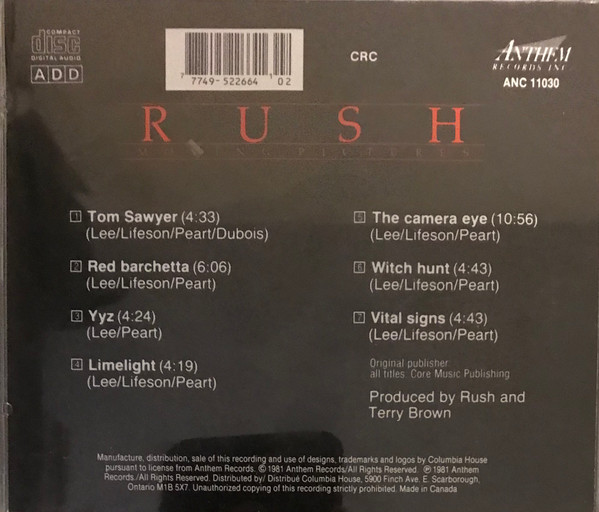 COMPACT
disc
DIGITAL AUDIO
ADD
7 7749-522664 02
CRC
ANTHEM
RECORDS INC
ANC 11030
RUSH
MOVING PICTURES
1 Tom Sawyer (4:33)
(Lee/Lifeson/Peart/Dubois)
2 Red barchetta (6:06)
(Lee/Lifeson/Peart)
3 Yyz (4:24)
(Lee/Peart)
4 Limelight (4:19)
(Lee/Lifeson/Peart)
5 The camera eye (10:56)
(Lee/Lifeson/Peart)
6 Witch hunt (4:43)
(Lee/Lifeson/Peart)
7 Vital signs (4:43)
(Lee/Lifeson/Peart)
Original publisher
all titles: Core Music Publishing
Produced by Rush and
Terry Brown
Manufacture, distribution, sale of this recording and use of designs, trademarks and logos by Columbia House
pursuant to license from Anthem Records. © 1981 Anthem Records/All Rights Reserved. ℗ 1981 Anthem
Records./All Rights Reserved. Distributed by/ Distribué Columbia House, 5900 Finch Ave. E. Scarborough,
Ontario M1B 5X7. Unauthorized copying of this recording strictly prohibited. Made in Canada